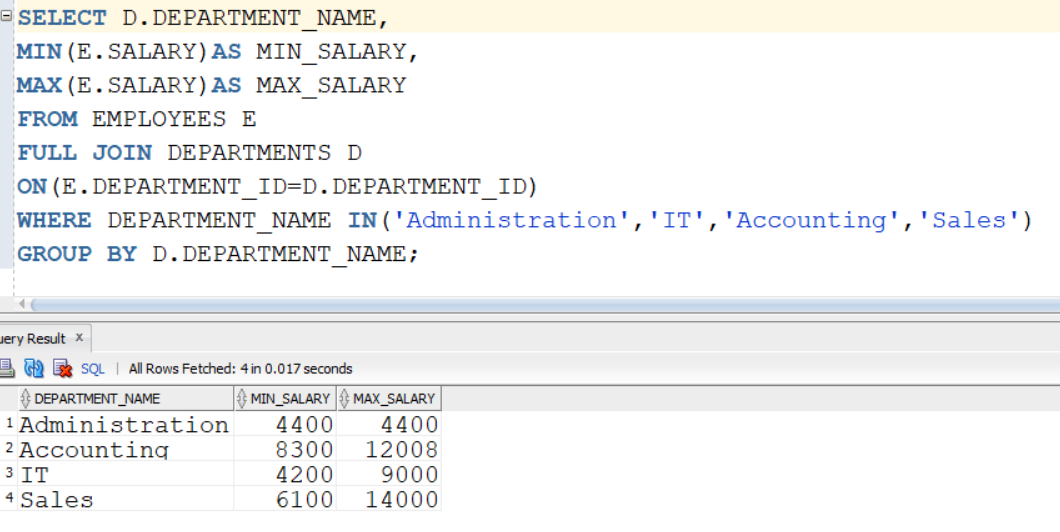 SELECT D.DEPARTMENT_NAME,
MIN(E.SALARY)AS MIN_SALARY,
MAX(E.SALARY)AS MAX_SALARY
FROM EMPLOYEES E
FULL JOIN DEPARTMENTS D
ON(E.DEPARTMENT_ID=D.DEPARTMENT_ID)
WHERE DEPARTMENT_NAME IN('Administration','IT','Accounting','Sales')
GROUP BY D.DEPARTMENT_NAME;
uery Result x
SQL | All Rows Fetched: 4 in 0.017 seconds
DEPARTMENT_NAME MIN_SALARY MAX_SALARY
1 Administration 4400 4400
2 Accounting 8300 12008
3 IT 4200 9000
4 Sales 6100 14000